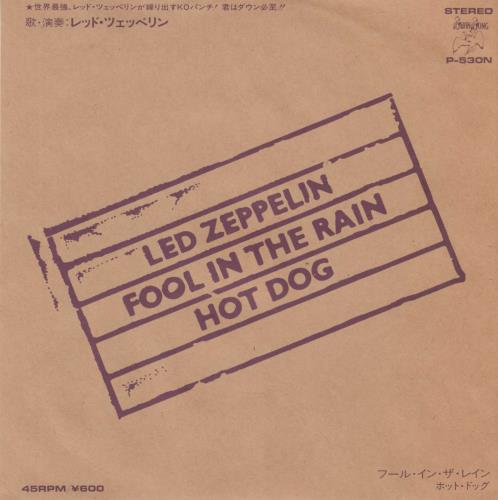 ★世界最強、レッド・ツェッペリンが繰り出すKOパンチ! 君はダウン必至!!
歌・演奏:レッド・ツェッペリン
STEREO
SWAN SONG
P-530N
LED ZEPPELIN
FOOL IN THE RAIN
HOT DOG
フール・イン・ザ・レイン
ホット・ドッグ
45RPM ¥600